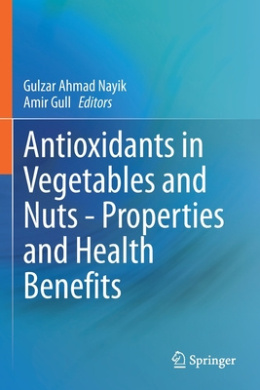 Gulzar Ahmad Nayik
Amir Gull Editors
Antioxidants in
Vegetables and
Nuts - Properties
and Health
Benefits
Springer